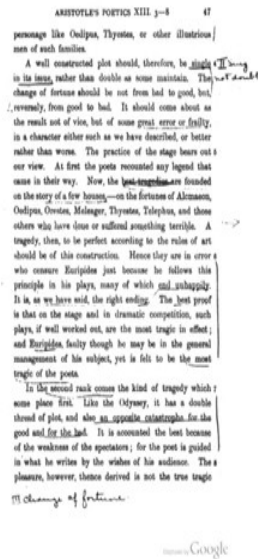 ARISTOTLE'S POETICS XIII. 3–8 47
personage like Oedipus, Thyestes, or other illustrious
men of such families.
A well constructed plot should, therefore, be single
in its issue, rather than double as some maintain. The not double
change of fortune should be not from bad to good, but,
reversely, from good to bad. It should come about as
the result not of vice, but of some great error or frailty,
in a character either such as we have described, or better
rather than worse. The practice of the stage bears out 5
our view. At first the poets recounted any legend that
came in their way. Now, the best tragedies are founded
on the story of a few houses,—on the fortunes of Alcmaeon,
Oedipus, Orestes, Meleager, Thyestes, Telephus, and those
others who have done or suffered something terrible. A
tragedy, then, to be perfect according to the rules of art
should be of this construction. Hence they are in error 6
who censure Euripides just because he follows this
principle in his plays, many of which end unhappily.
It is, as we have said, the right ending. The best proof
is that on the stage and in dramatic competition, such
plays, if well worked out, are the most tragic in effect;
and Euripides, faulty though he may be in the general
management of his subject, yet is felt to be the most
tragic of the poets.
In the second rank comes the kind of tragedy which 7
some place first. Like the Odyssey, it has a double
thread of plot, and also an opposite catastrophe for the
good and for the bad. It is accounted the best because
of the weakness of the spectators; for the poet is guided
in what he writes by the wishes of his audience. The 8
pleasure, however, thence derived is not the true tragic
change of fortune
Google